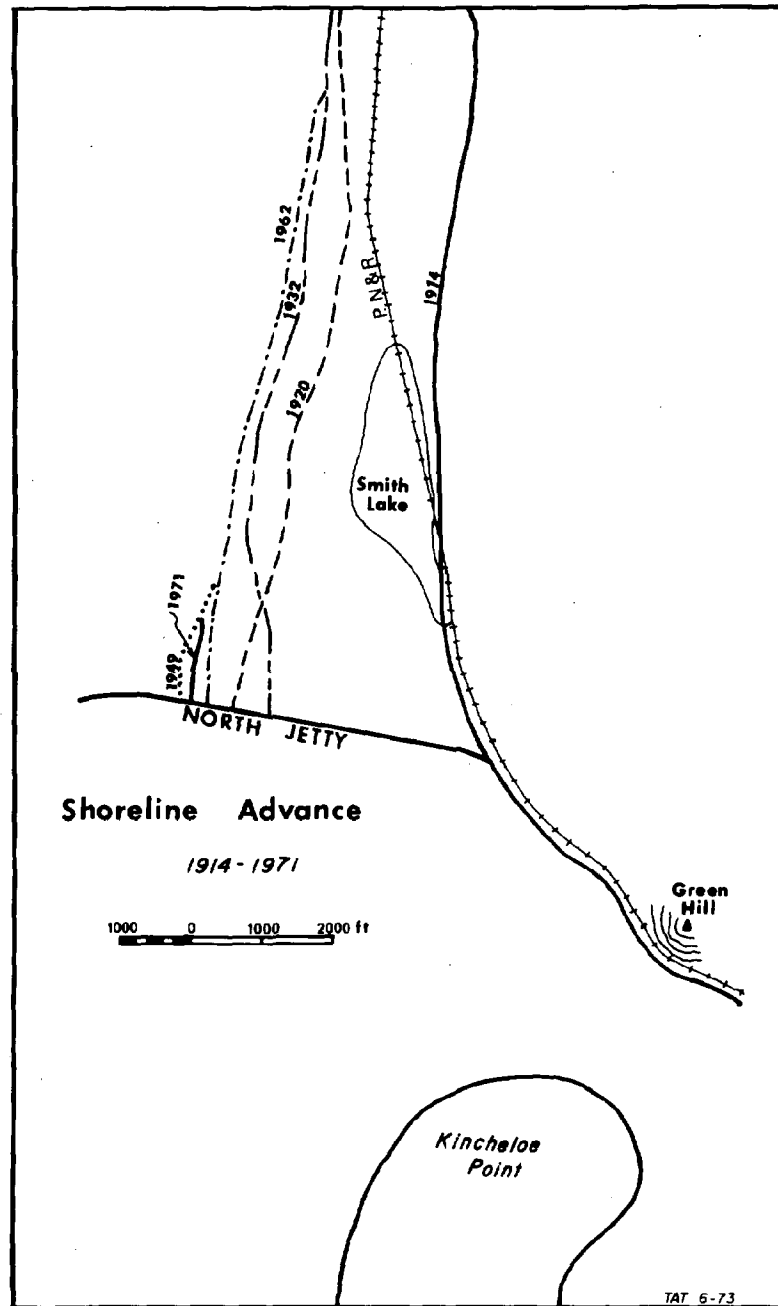 1962
1932
1920
P.N&R.
1914
Smith
Lake
1971
1949
NORTH JETTY
Shoreline Advance
1914-1971
1000 0 1000 2000 ft
Green
Hill
Kincheloe
Point
TAT 6-73